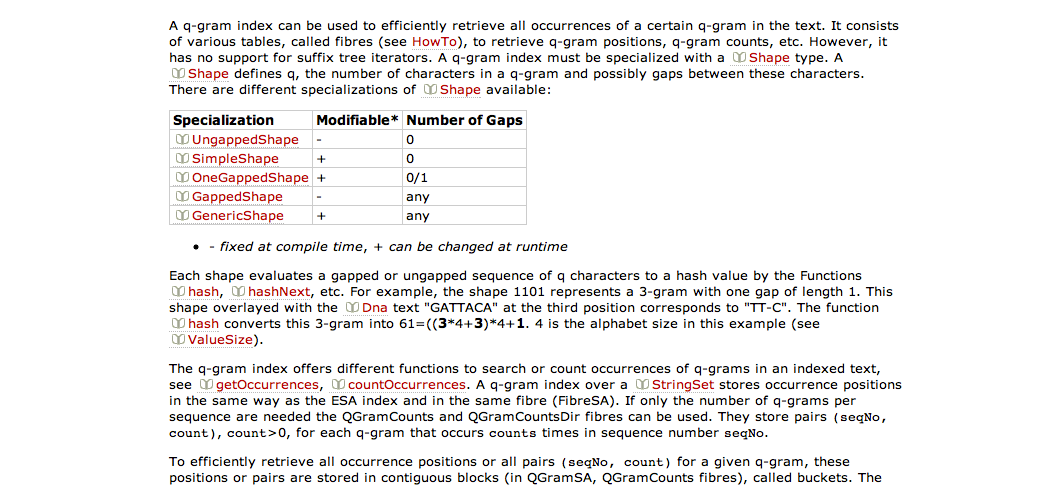 A q-gram index can be used to efficiently retrieve all occurrences of a certain q-gram in the text. It consists
of various tables, called fibres (see HowTo), to retrieve q-gram positions, q-gram counts, etc. However, it
has no support for suffix tree iterators. A q-gram index must be specialized with a Shape type. A
Shape defines q, the number of characters in a q-gram and possibly gaps between these characters.
There are different specializations of Shape available:
Specialization Modifiable* Number of Gaps
UngappedShape - 0
SimpleShape + 0
OneGappedShape + 0/1
GappedShape - any
GenericShape + any
• - fixed at compile time, + can be changed at runtime
Each shape evaluates a gapped or ungapped sequence of q characters to a hash value by the Functions
hash, hashNext, etc. For example, the shape 1101 represents a 3-gram with one gap of length 1. This
shape overlayed with the Dna text "GATTACA" at the third position corresponds to "TT-C". The function
hash converts this 3-gram into 61=((3*4+3)*4+1. 4 is the alphabet size in this example (see
ValueSize).
The q-gram index offers different functions to search or count occurrences of q-grams in an indexed text,
see getOccurrences, countOccurrences. A q-gram index over a StringSet stores occurrence positions
in the same way as the ESA index and in the same fibre (FibreSA). If only the number of q-grams per
sequence are needed the QGramCounts and QGramCountsDir fibres can be used. They store pairs (seqNo,
count), count>0, for each q-gram that occurs counts times in sequence number seqNo.
To efficiently retrieve all occurrence positions or all pairs (seqNo, count) for a given q-gram, these
positions or pairs are stored in contiguous blocks (in QGramSA, QGramCounts fibres), called buckets. The